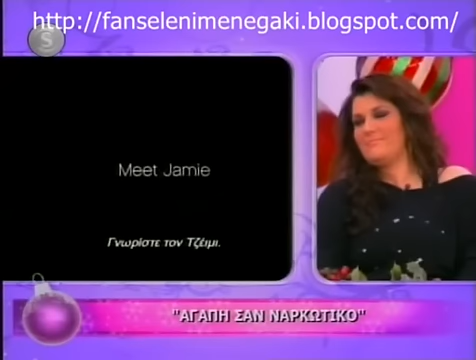 http://fanselenimenegaki.blogspot.com/
S
Meet Jamie
Γνωρίστε τον Τζέιμι.
"ΑΓΑΠΗ ΣΑΝ ΝΑΡΚΩΤΙΚΟ"